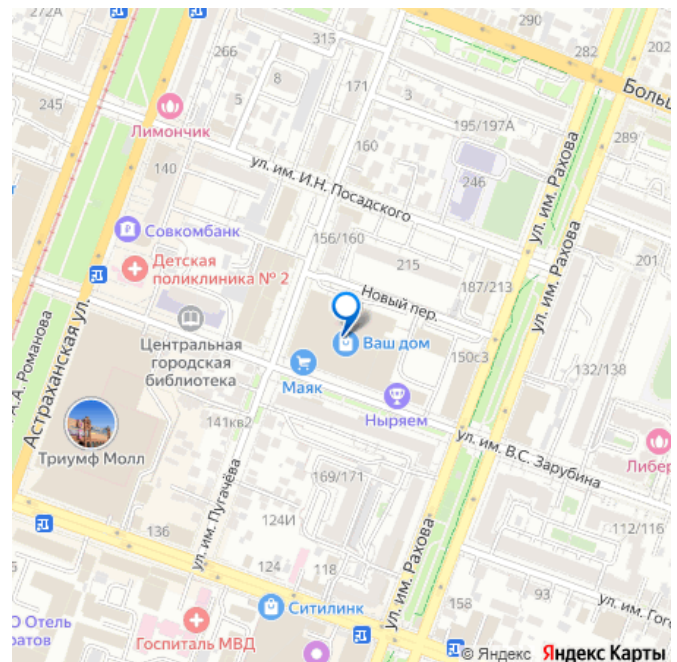 272А
290
315
282
202
266
8
171
Больш
5
3
245
Лимончик
195/197А
289
160
140
ул. им. И.Н. Посадского
246
ул. им. Рахова
ул. им. Рахова
Совкомбанк
156/160
Детская
поликлиника № 2
215
201
187/213
Новый пер.
Астраханская ул.
А.А. Романова
Центральная
городская
библиотека
Ваш дом
150с3
Маяк
132/138
Ныряем
141кв2
Триумф Молл
ул. им. В.С. Зарубина
Либер
169/171
ул. им. Пугачёва
124И
112/116
136
ул. им. Рахова
124
118
93
158
ул. им. Гог
Ситилинк
О Отель
ратов
Госпиталь МВД
© Яндекс Яндекс Карты